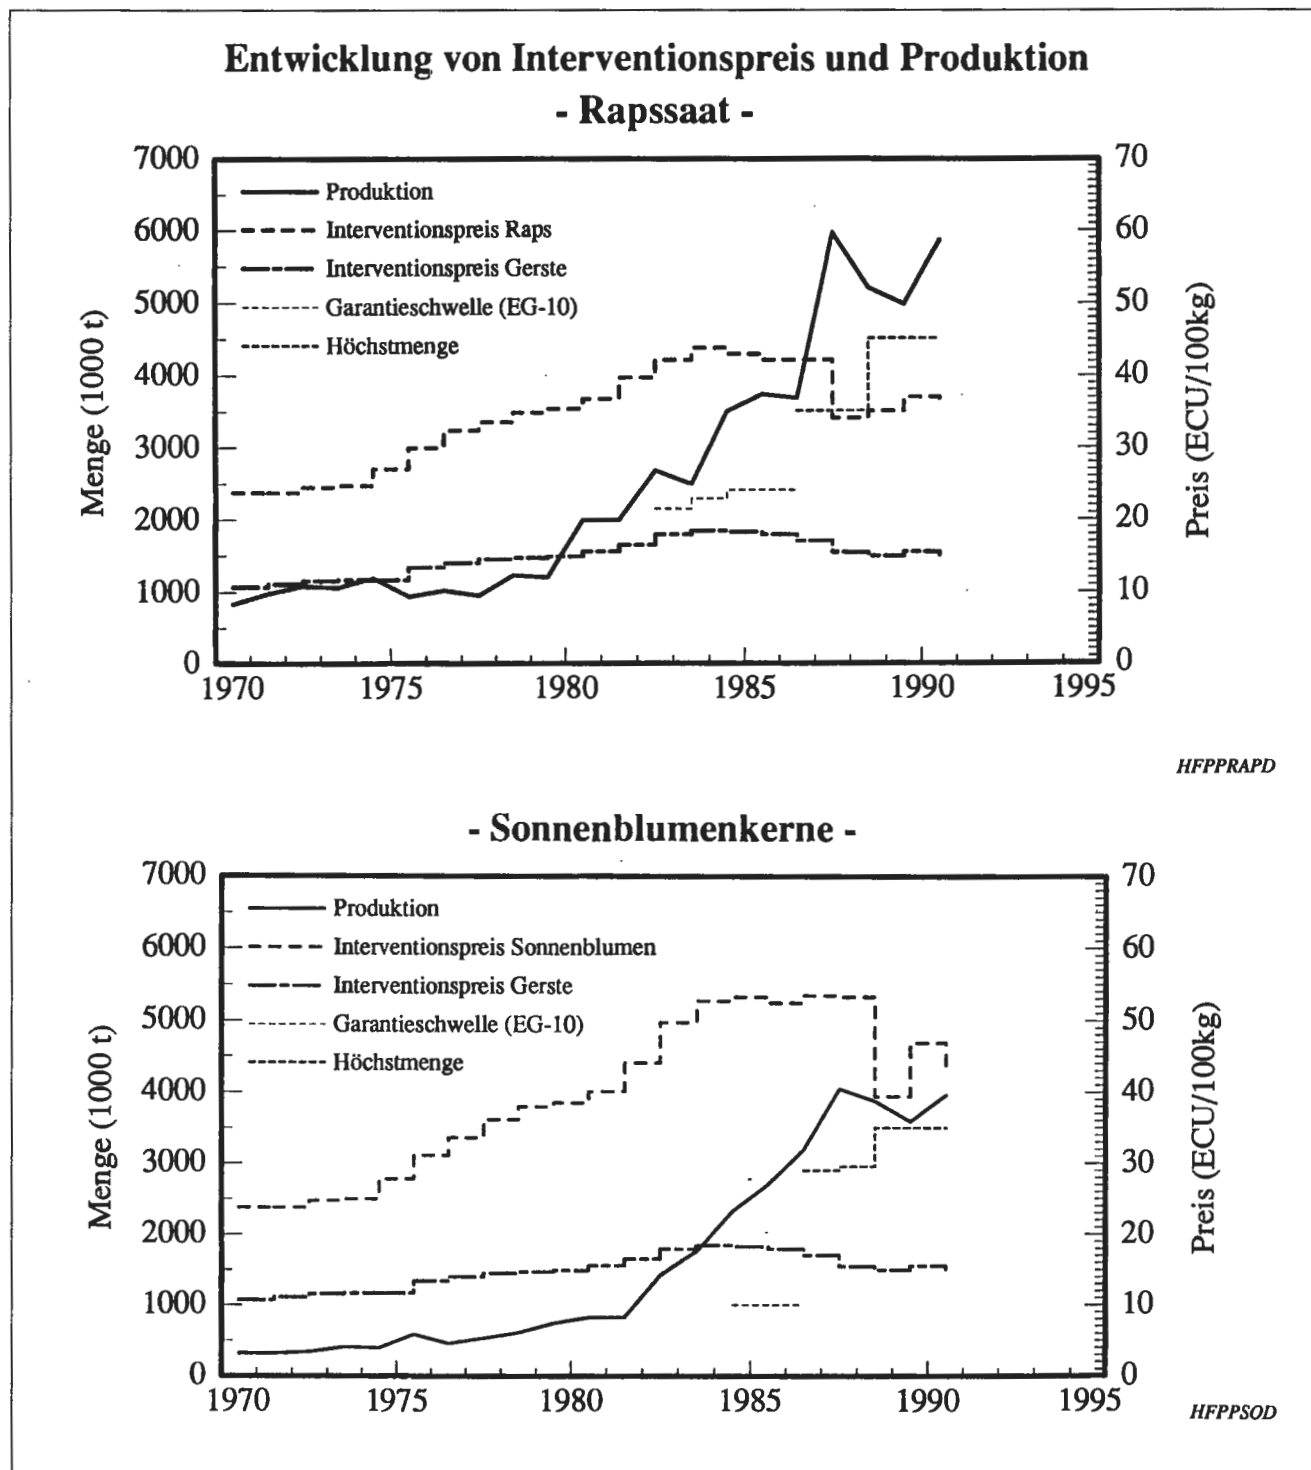 Entwicklung von Interventionspreis und Produktion
- Rapssaat -
7000
6000
5000
4000
3000
2000
1000
0
Menge (1000 t)
Produktion
Interventionspreis Raps
Interventionspreis Gerste
Garantieschwelle (EG-10)
Höchstmenge
70
60
50
40
30
20
10
0
Preis (ECU/100kg)
1970 1975 1980 1985 1990 1995
HFPPRAPD
- Sonnenblumenkerne -
7000
6000
5000
4000
3000
2000
1000
0
Menge (1000 t)
Produktion
Interventionspreis Sonnenblumen
Interventionspreis Gerste
Garantieschwelle (EG-10)
Höchstmenge
70
60
50
40
30
20
10
0
Preis (ECU/100kg)
1970 1975 1980 1985 1990 1995
HFPPSOD